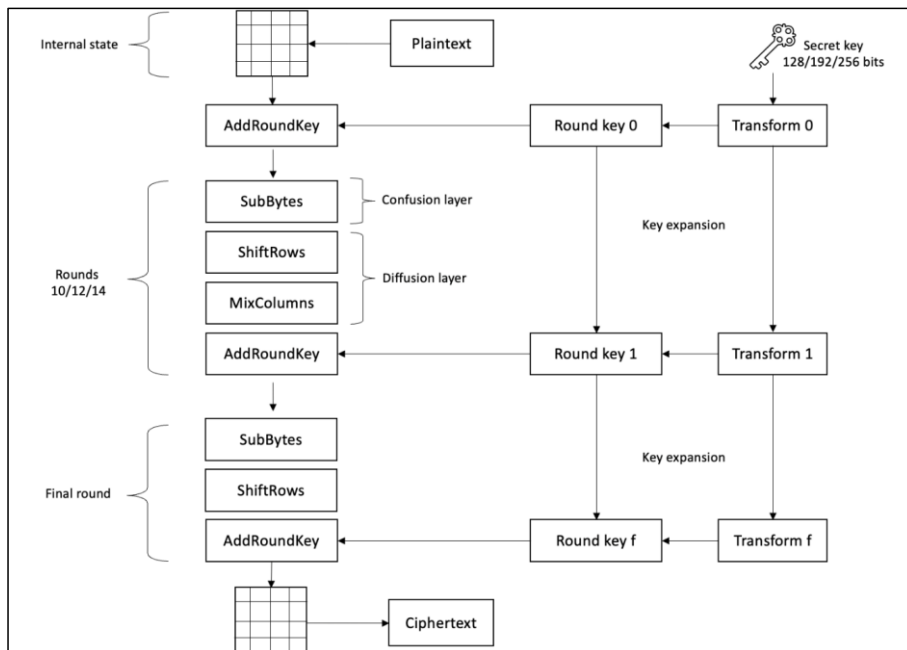 Internal state
Plaintext
Secret key
128/192/256 bits
AddRoundKey
Round key 0
Transform 0
SubBytes
Confusion layer
Key expansion
ShiftRows
Rounds
10/12/14
Diffusion layer
MixColumns
AddRoundKey
Round key 1
Transform 1
SubBytes
Key expansion
Final round
ShiftRows
AddRoundKey
Round key f
Transform f
Ciphertext